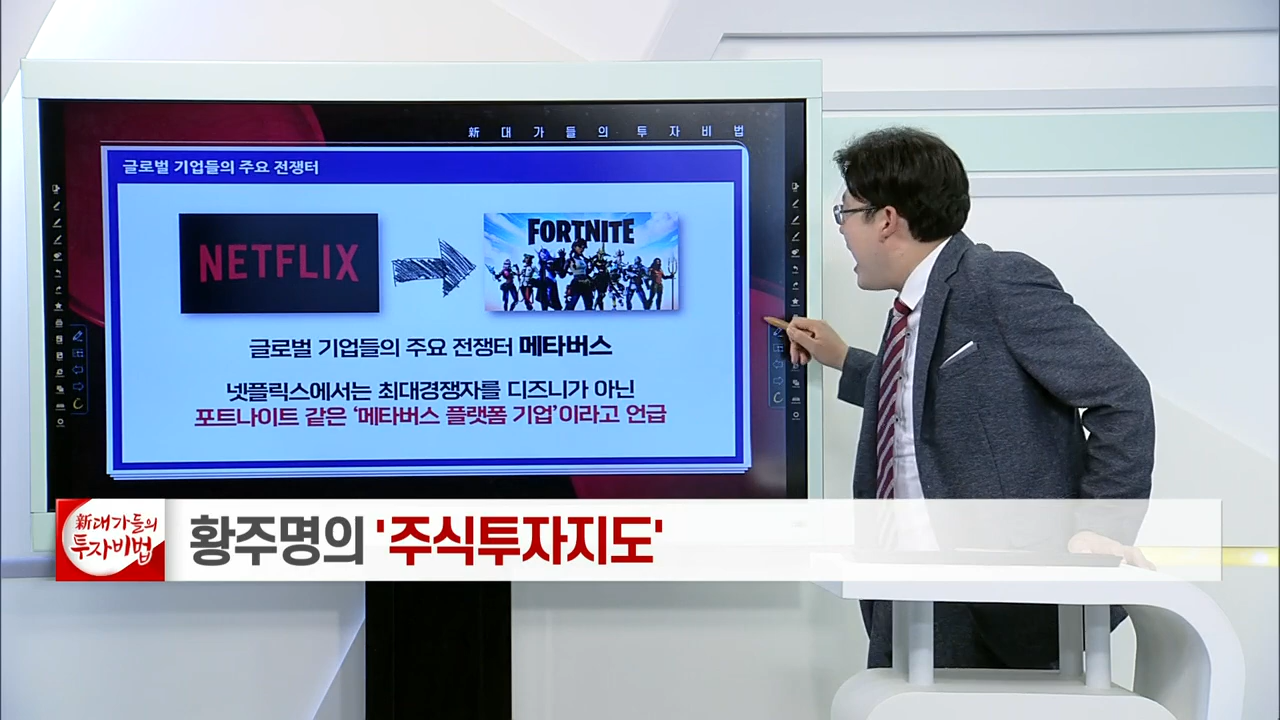 新 대 가 들 의 투 자 비 법
글로벌 기업들의 주요 전쟁터
NETFLIX
FORTNITE
글로벌 기업들의 주요 전쟁터 메타버스
넷플릭스에서는 최대경쟁자를 디즈니가 아닌
포트나이트 같은 '메타버스 플랫폼 기업'이라고 언급
新대가들의
투자비법
황주명의 '주식투자지도'